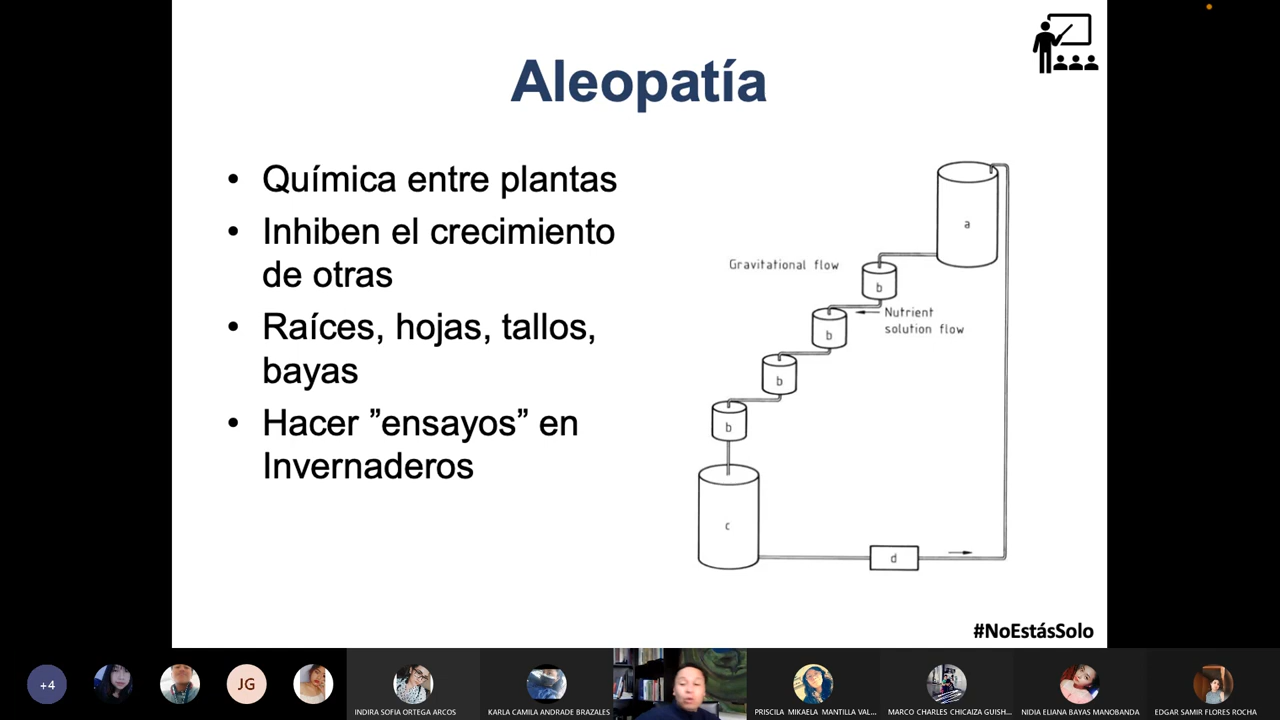 Aleopatía
• Química entre plantas
• Inhiben el crecimiento
de otras
• Raíces, hojas, tallos,
bayas
• Hacer ”ensayos” en
Invernaderos
a
Gravitational flow
b
Nutrient
solution flow
b
b
b
c
d
#NoEstásSolo
+4
JG
INDIRA SOFIA ORTEGA ARCOS
KARLA CAMILA ANDRADE BRAZALES
PRISCILA MIKAELA MANTILLA VAL...
MARCO CHARLES CHICAIZA GUISH...
NIDIA ELIANA BAYAS MANOBANDA
EDGAR SAMIR FLORES ROCHA